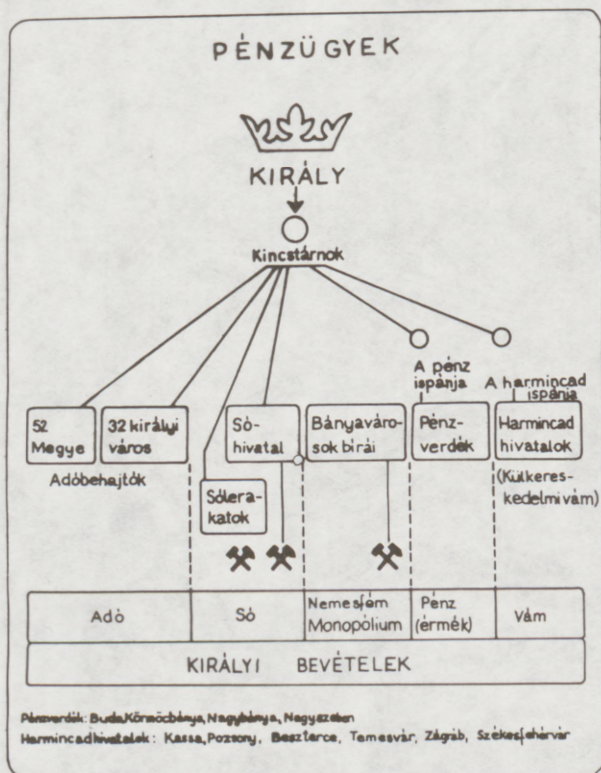 PÉNZÜGYEK
KIRÁLY
Kincstárnok
A pénz
ispánja
A harmincad
ispánja
52
Megye
32 királyi
város
Só-
hivatal
Bányaváro-
sok bírái
Pénz-
verdék
Harmincad
hivatalok
Adóbehajtók
(Külkeres-
kedelmi vám)
Sólera-
katok
Adó
Só
Nemesfém
Monopólium
Pénz
(érmék)
Vám
KIRÁLYI BEVÉTELEK
Pénzverdék: Buda, Körmöcbánya, Nagybánya, Nagyszeben
Harmincadhivatalok: Kassa, Pozsony, Beszterce, Temesvár, Zágráb, Székesfehérvár